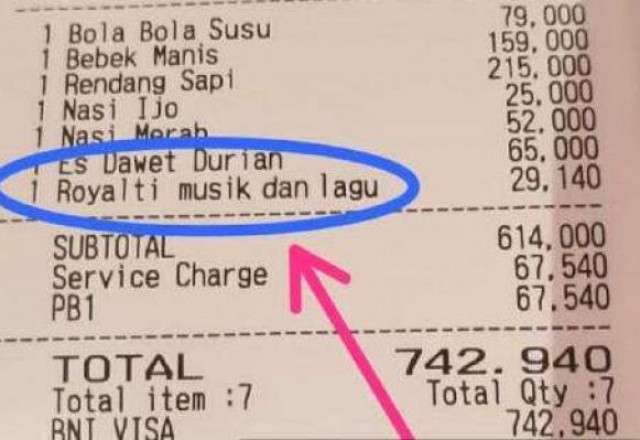 1 Bola Bola Susu 79,000
1 Bebek Manis 159,000
1 Rendang Sapi 215,000
1 Nasi Ijo 25,000
1 Nasi Merah 52,000
1 Es Dawet Durian 65,000
1 Royalti musik dan lagu 29,140
SUBTOTAL 614,000
Service Charge 67.540
PB1 67.540
TOTAL 742.940
Total item :7 Total Qty :7
BNI VISA 742,940